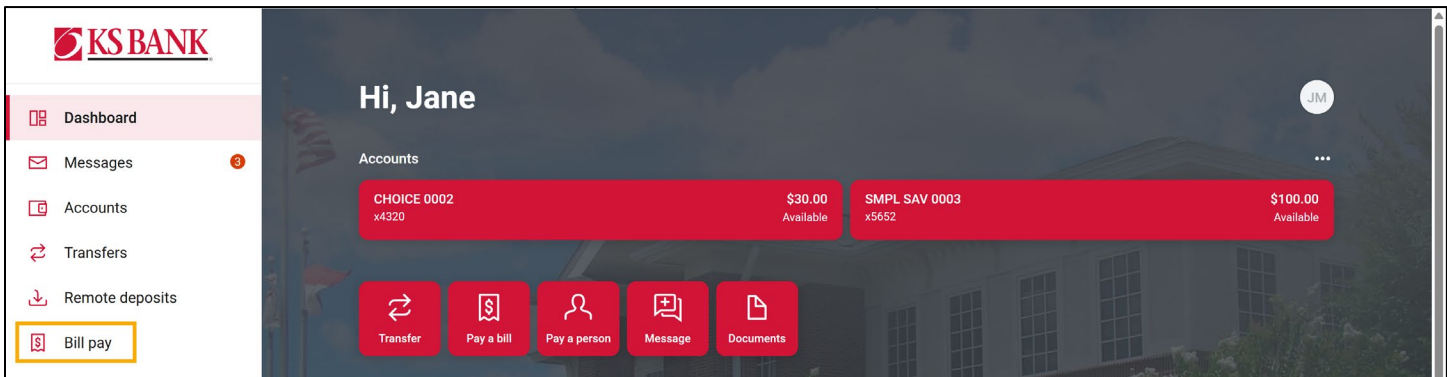 KS BANK
Dashboard
Messages
3
Accounts
Transfers
Remote deposits
Bill pay
Hi, Jane
JM
Accounts
CHOICE 0002
$30.00
x4320
Available
SMPL SAV 0003
$100.00
x5652
Available
Transfer
Pay a bill
Pay a person
Message
Documents